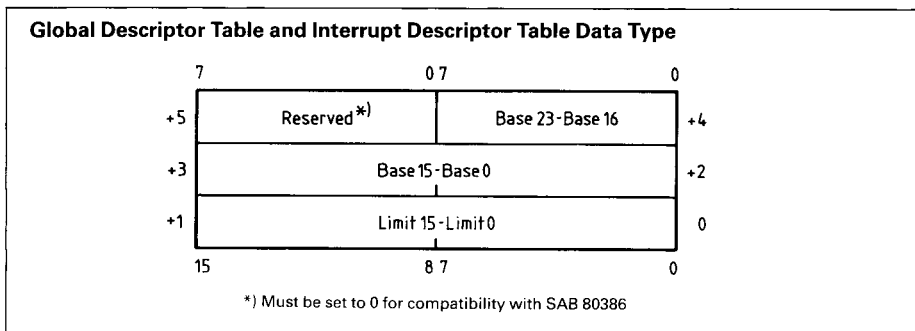 Global Descriptor Table and Interrupt Descriptor Table Data Type
7 0 7 0
+5 Reserved *) Base 23-Base 16 +4
+3 Base 15-Base 0 +2
+1 Limit 15-Limit 0 0
15 8 7 0
*) Must be set to 0 for compatibility with SAB 80386